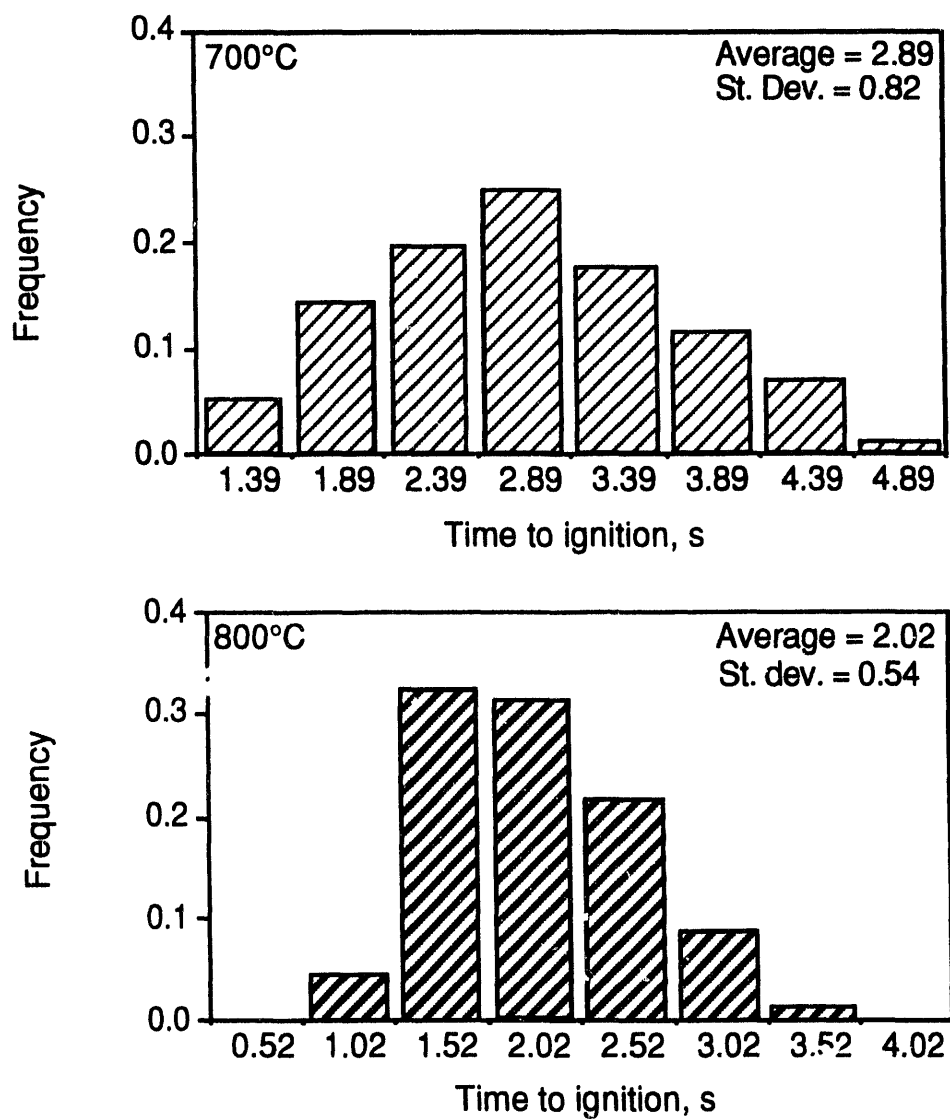 0.4
700°C
Average = 2.89
St. Dev. = 0.82
0.3
0.2
0.1
0.0
Frequency
1.39 1.89 2.39 2.89 3.39 3.89 4.39 4.89
Time to ignition, s
0.4
800°C
Average = 2.02
St. dev. = 0.54
0.3
0.2
0.1
0.0
Frequency
0.52 1.02 1.52 2.02 2.52 3.02 3.52 4.02
Time to ignition, s